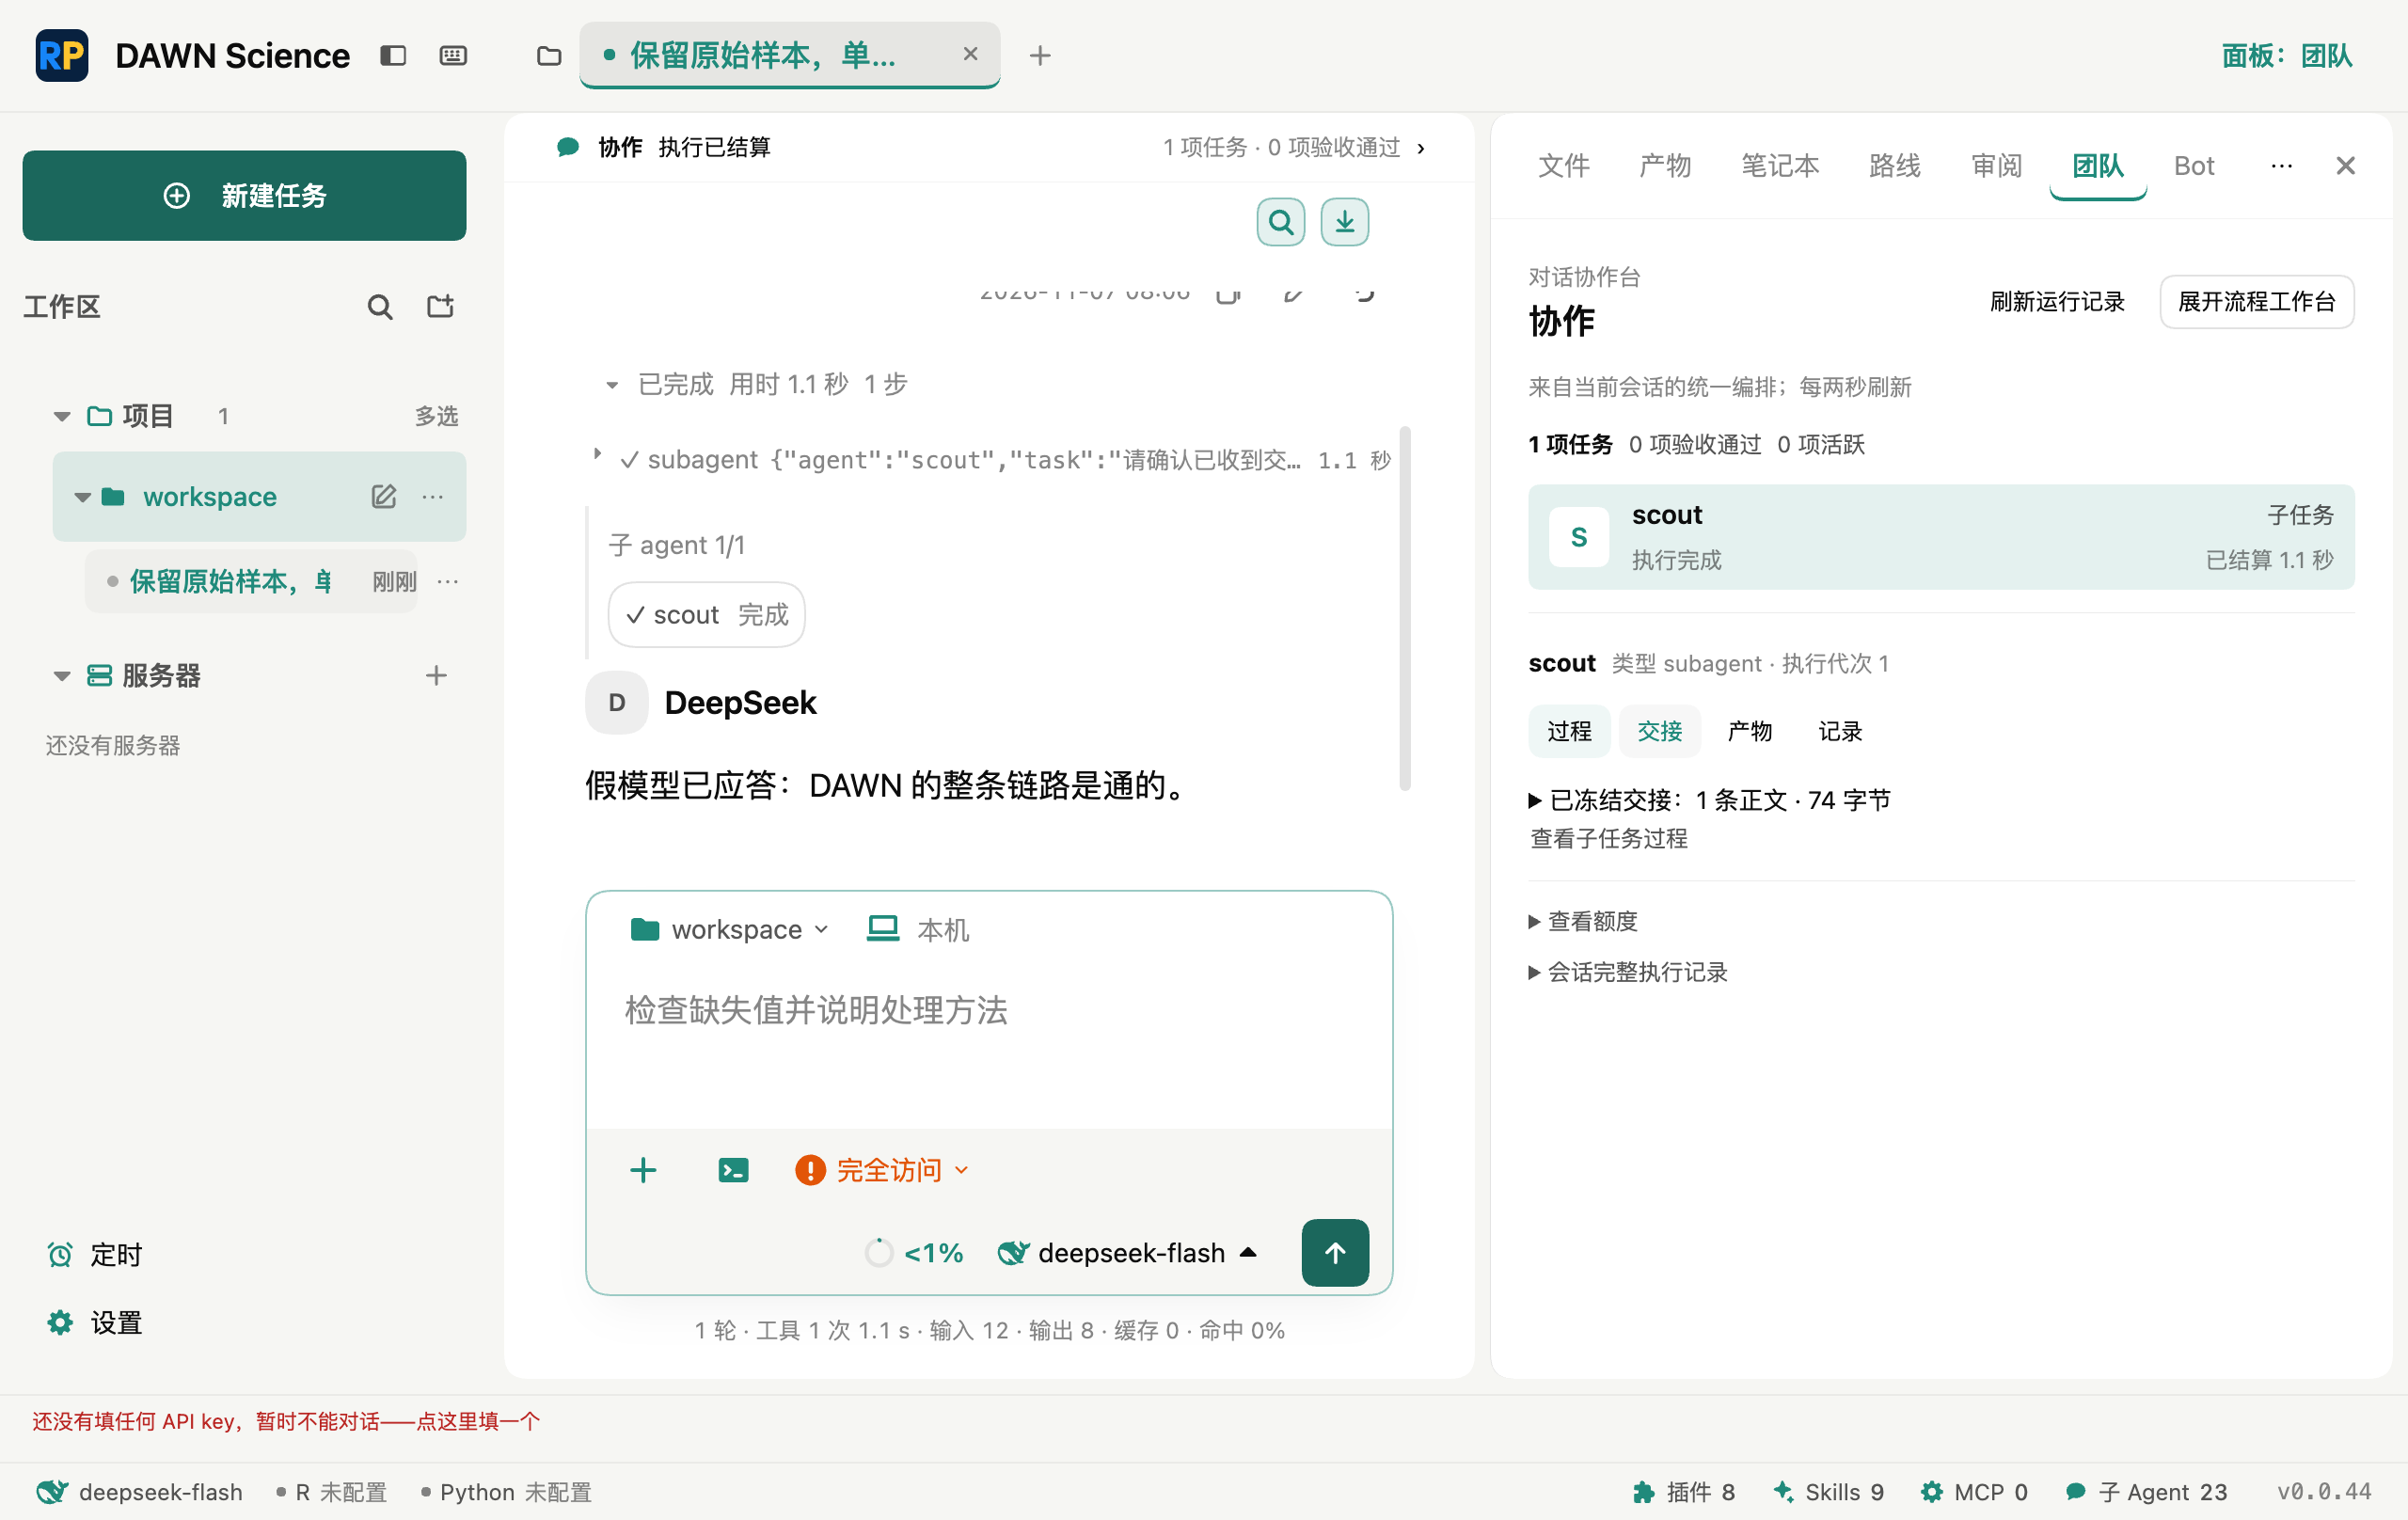 RP DAWN Science
保留原始样本，单... ×
面板：团队
新建任务
工作区
项目 1 多选
workspace ...
保留原始样本， 刚刚 ...
服务器
还没有服务器
定时
设置
协作 执行已结算 1 项任务 · 0 项验收通过 ›
2026-11-07 08:06
已完成 用时 1.1 秒 1 步
✓ subagent {"agent":"scout","task":"请确认已收到交… 1.1 秒
子 agent 1/1
✓ scout 完成
D DeepSeek
假模型已应答：DAWN 的整条链路是通的。
workspace 本机
检查缺失值并说明处理方法
完全访问
<1% deepseek-flash
1 轮 · 工具 1 次 1.1 s · 输入 12 · 输出 8 · 缓存 0 · 命中 0%
文件 产物 笔记本 路线 审阅 团队 Bot ... ×
对话协作台
协作
刷新运行记录 展开流程工作台
来自当前会话的统一编排；每两秒刷新
1 项任务 0 项验收通过 0 项活跃
S scout 子任务
执行完成 已结算 1.1 秒
scout 类型 subagent · 执行代次 1
过程 交接 产物 记录
已冻结交接：1 条正文 · 74 字节
查看子任务过程
查看额度
会话完整执行记录
还没有填任何 API key，暂时不能对话——点这里填一个
deepseek-flash R 未配置 Python 未配置
插件 8 Skills 9 MCP 0 子 Agent 23 v0.0.44